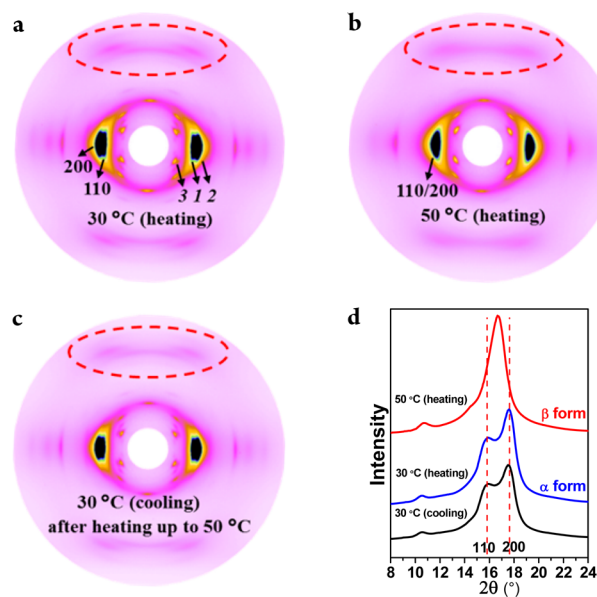 a
200
110
3 1 2
30 °C (heating)
b
110/200
50 °C (heating)
c
30 °C (cooling)
after heating up to 50 °C
d
Intensity
50 °C (heating)
β form
30 °C (heating)
α form
30 °C (cooling)
110 200
8 10 12 14 16 18 20 22 24
2θ (°)